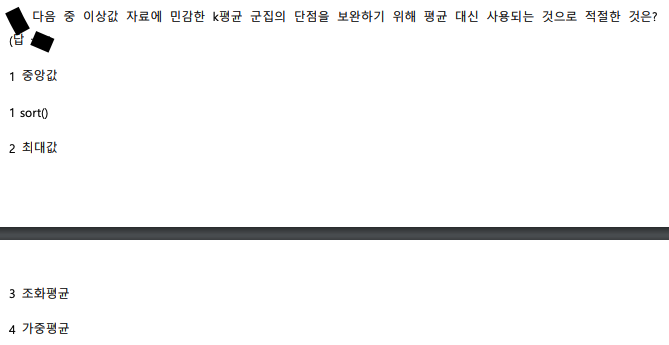 다음 중 이상값 자료에 민감한 k평균 군집의 단점을 보완하기 위해 평균 대신 사용되는 것으로 적절한 것은?
(답
1 중앙값
1 sort()
2 최대값
3 조화평균
4 가중평균